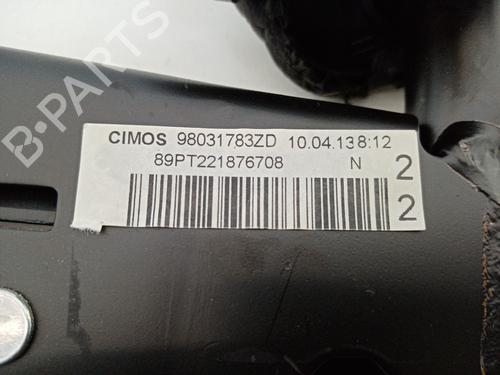 CIMOS 98031783ZD 10.04.13 8:12
89PT221876708 N 2
2
B-PARTS